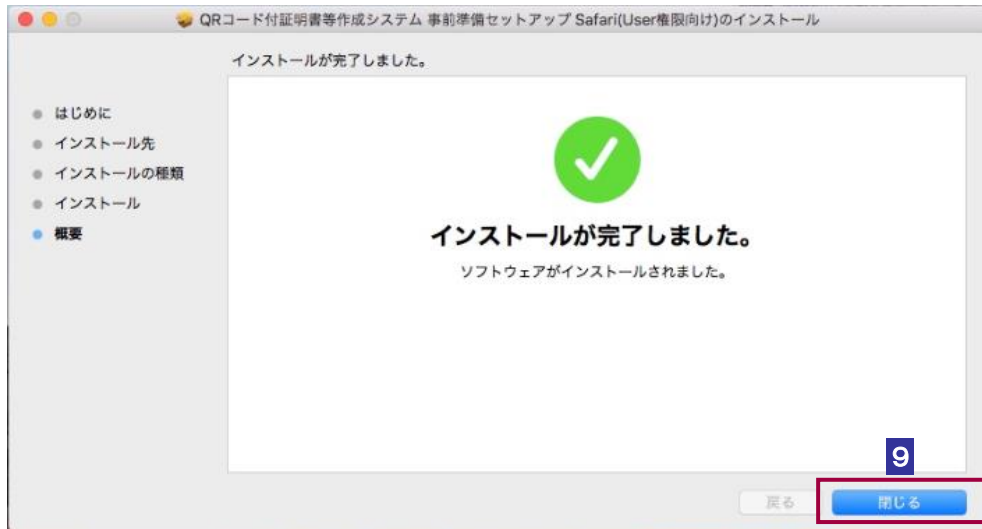 QRコード付証明書等作成システム 事前準備セットアップ Safari(User権限向け)のインストール
インストールが完了しました。
はじめに
インストール先
インストールの種類
インストール
概要
インストールが完了しました。
ソフトウェアがインストールされました。
9
戻る
閉じる